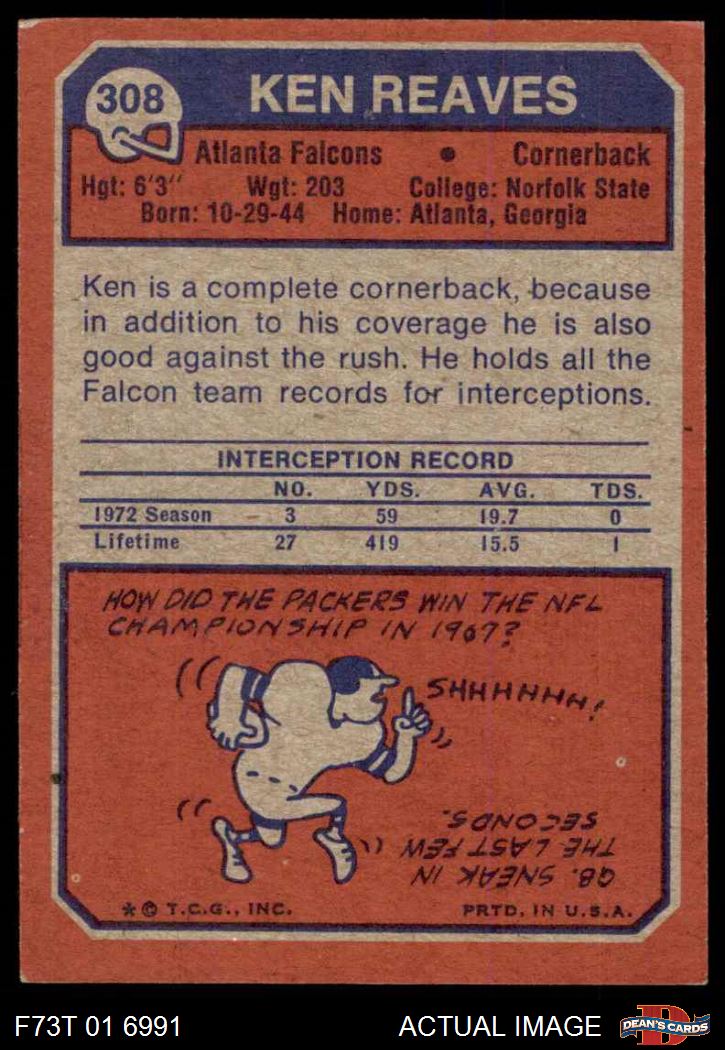 308
KEN REAVES
Atlanta Falcons • Cornerback
Hgt: 6'3" Wgt: 203 College: Norfolk State
Born: 10-29-44 Home: Atlanta, Georgia
Ken is a complete cornerback, because
in addition to his coverage he is also
good against the rush. He holds all the
Falcon team records for interceptions.
INTERCEPTION RECORD
NO. YDS. AVG. TDS.
1972 Season 3 59 19.7 0
Lifetime 27 419 15.5 1
HOW DID THE PACKERS WIN THE NFL
CHAMPIONSHIP IN 1967?
SHHHHHH!
QB. SNEAK IN
THE LAST FEW
SECONDS.
* © T.C.G., INC. PRTD. IN U.S.A.
F73T 01 6991 ACTUAL IMAGE
D
DEAN'S CARDS